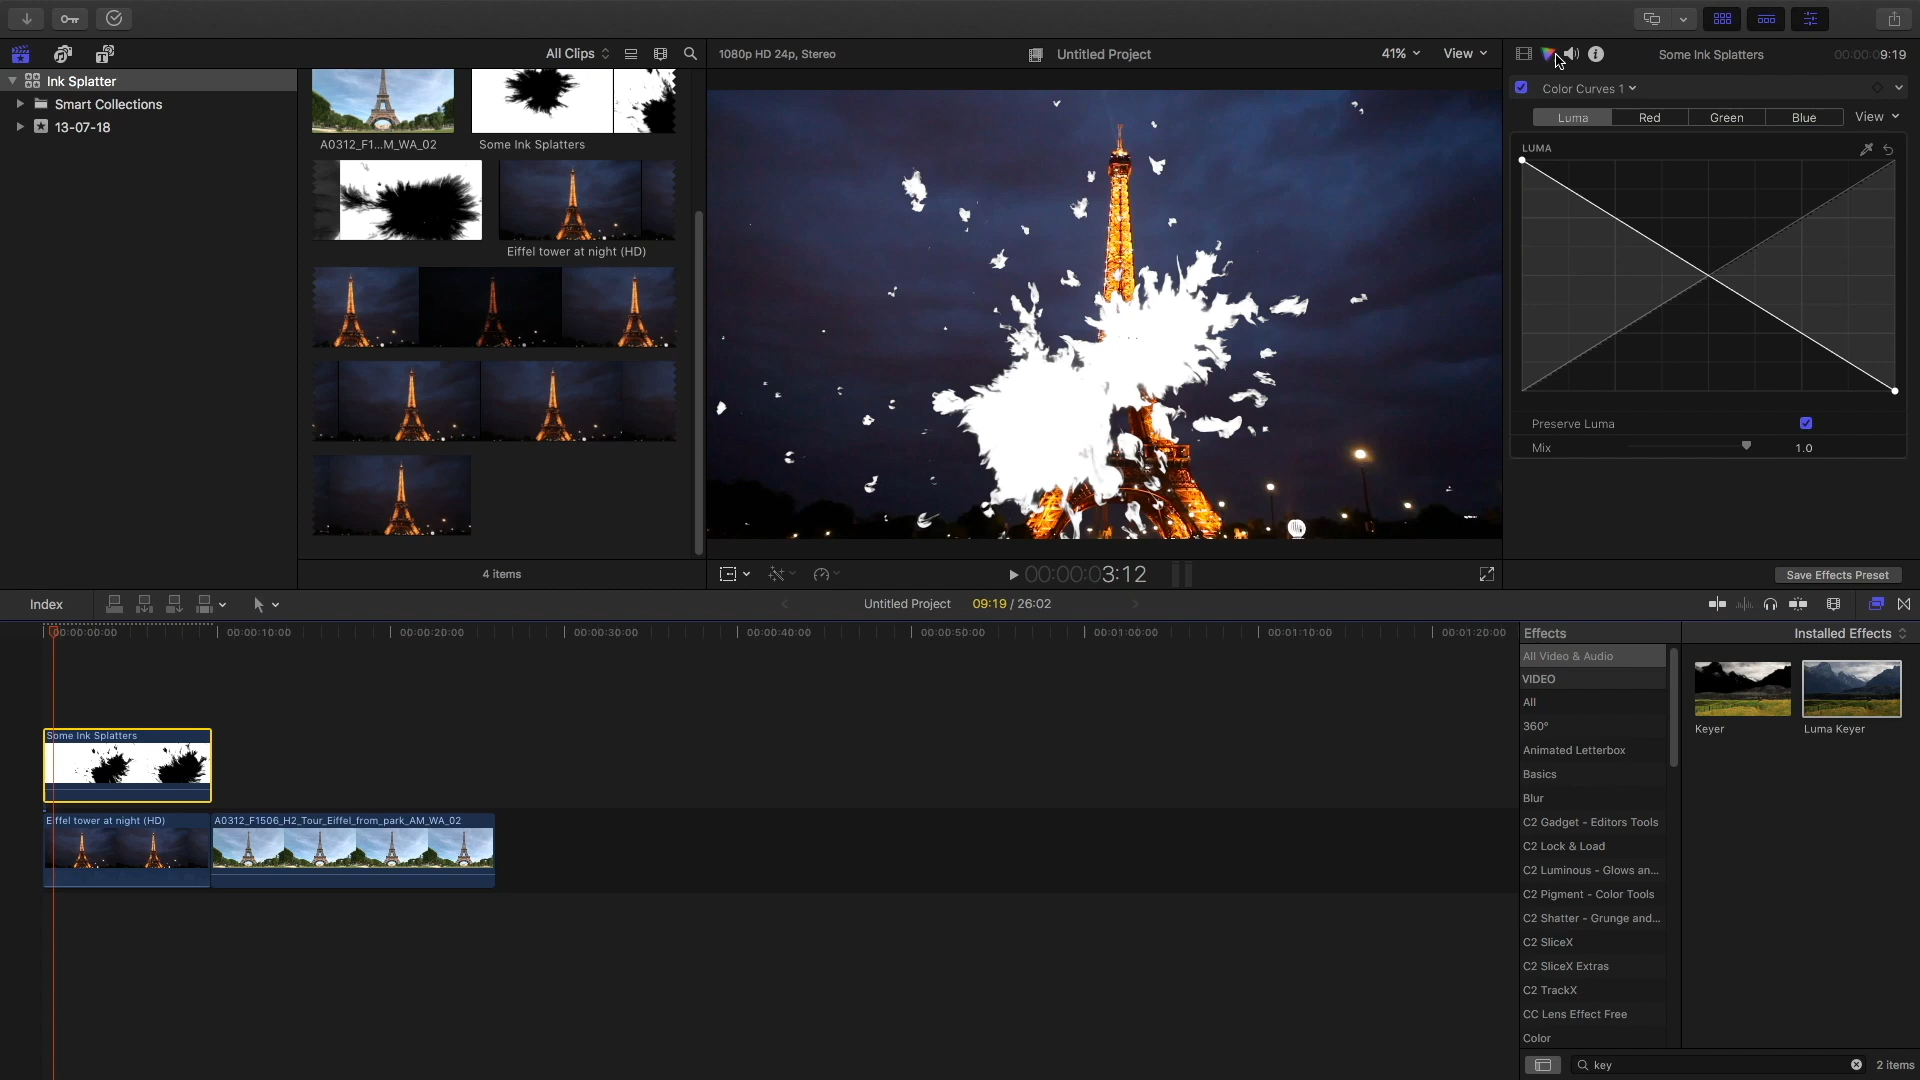 All Clips
1080p HD 24p, Stereo
Untitled Project
41%
View
Some Ink Splatters
00:00:09:19
Ink Splatter
Smart Collections
13-07-18
A0312_F1...M_WA_02
Some Ink Splatters
Eiffel tower at night (HD)
4 items
00:00:03:12
Color Curves 1
Luma
Red
Green
Blue
View
LUMA
Preserve Luma
Mix
1.0
Save Effects Preset
Index
Untitled Project
09:19 / 26:02
00:00:00:00
00:00:10:00
00:00:20:00
00:00:30:00
00:00:40:00
00:00:50:00
00:01:00:00
00:01:10:00
00:01:20:00
Some Ink Splatters
Eiffel tower at night (HD)
A0312_F1506_H2_Tour_Eiffel_from_park_AM_WA_02
Effects
Installed Effects
All Video & Audio
VIDEO
All
360°
Animated Letterbox
Basics
Blur
C2 Gadget - Editors Tools
C2 Lock & Load
C2 Luminous - Glows an...
C2 Pigment - Color Tools
C2 Shatter - Grunge and...
C2 SliceX
C2 SliceX Extras
C2 TrackX
CC Lens Effect Free
Color
Keyer
Luma Keyer
key
2 items